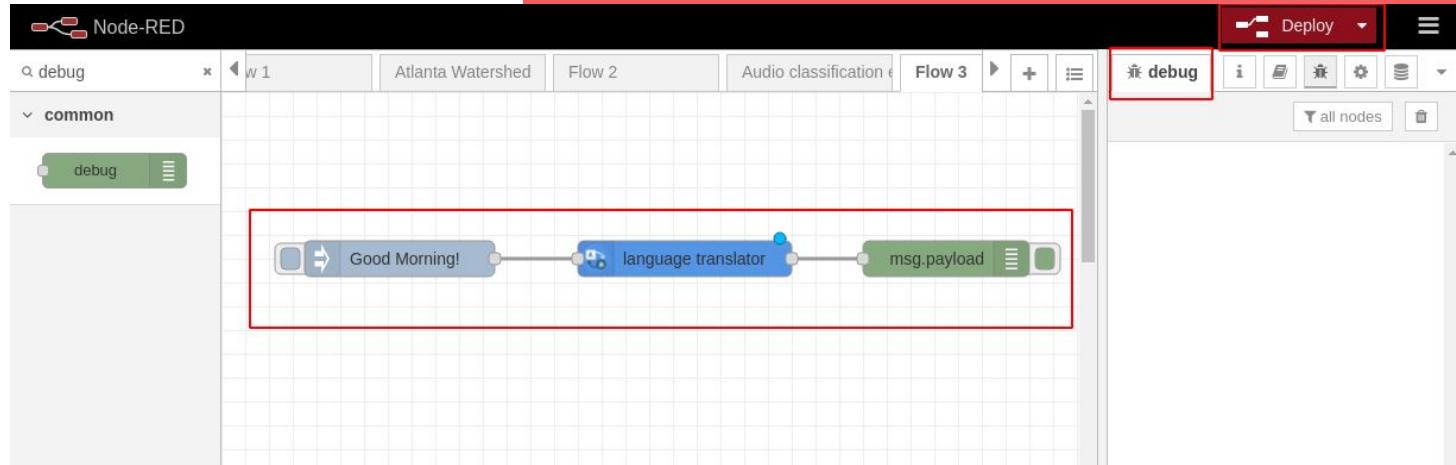 Node-RED
Deploy
debug
w 1
Atlanta Watershed
Flow 2
Audio classification e
Flow 3
debug
i
all nodes
common
debug
Good Morning!
language translator
msg.payload